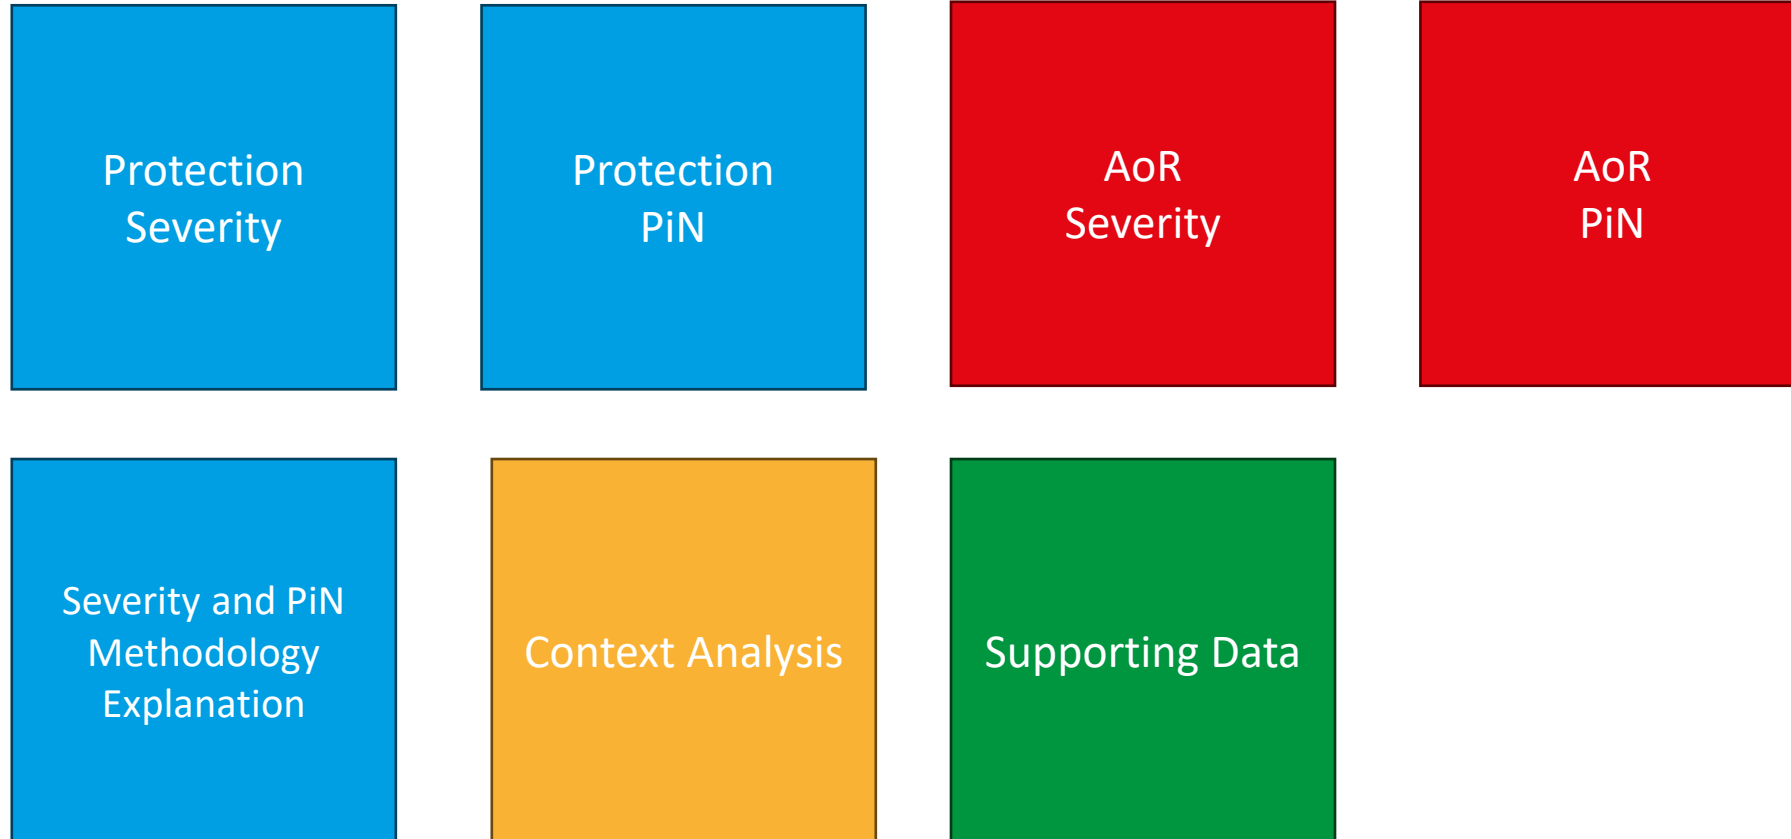 Protection
Severity
Protection
PiN
AoR
Severity
AoR
PiN
Severity and PiN
Methodology
Explanation
Context Analysis
Supporting Data